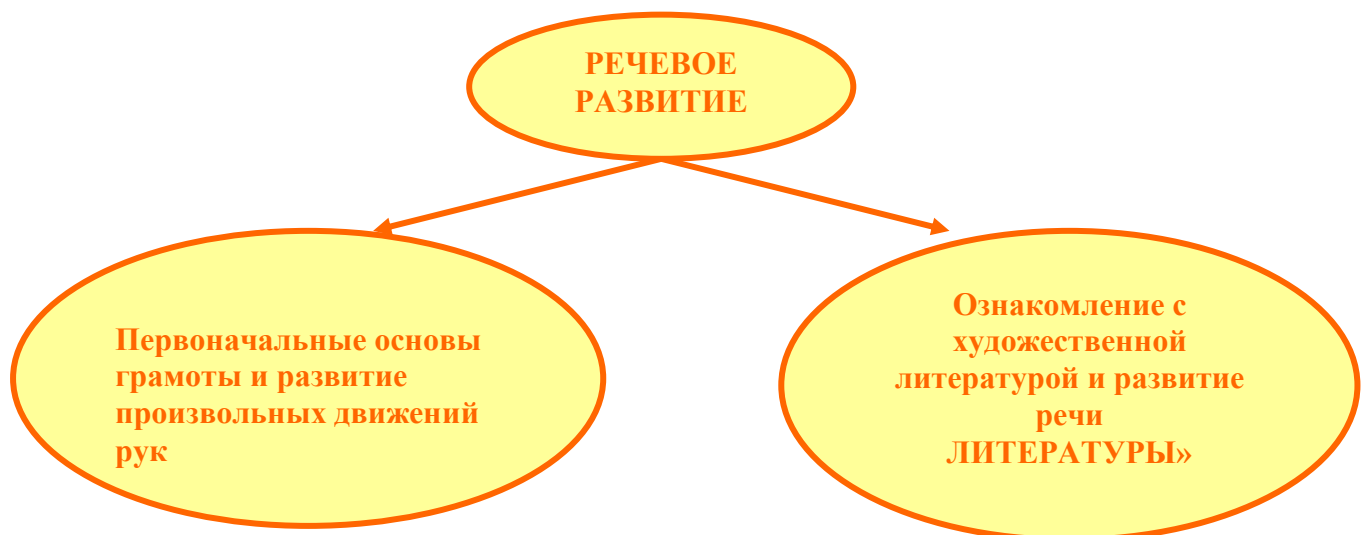 РЕЧЕВОЕ
РАЗВИТИЕ
Первоначальные основы
грамоты и развитие
произвольных движений
рук
Ознакомление с
художественной
литературой и развитие
речи
ЛИТЕРАТУРЫ»